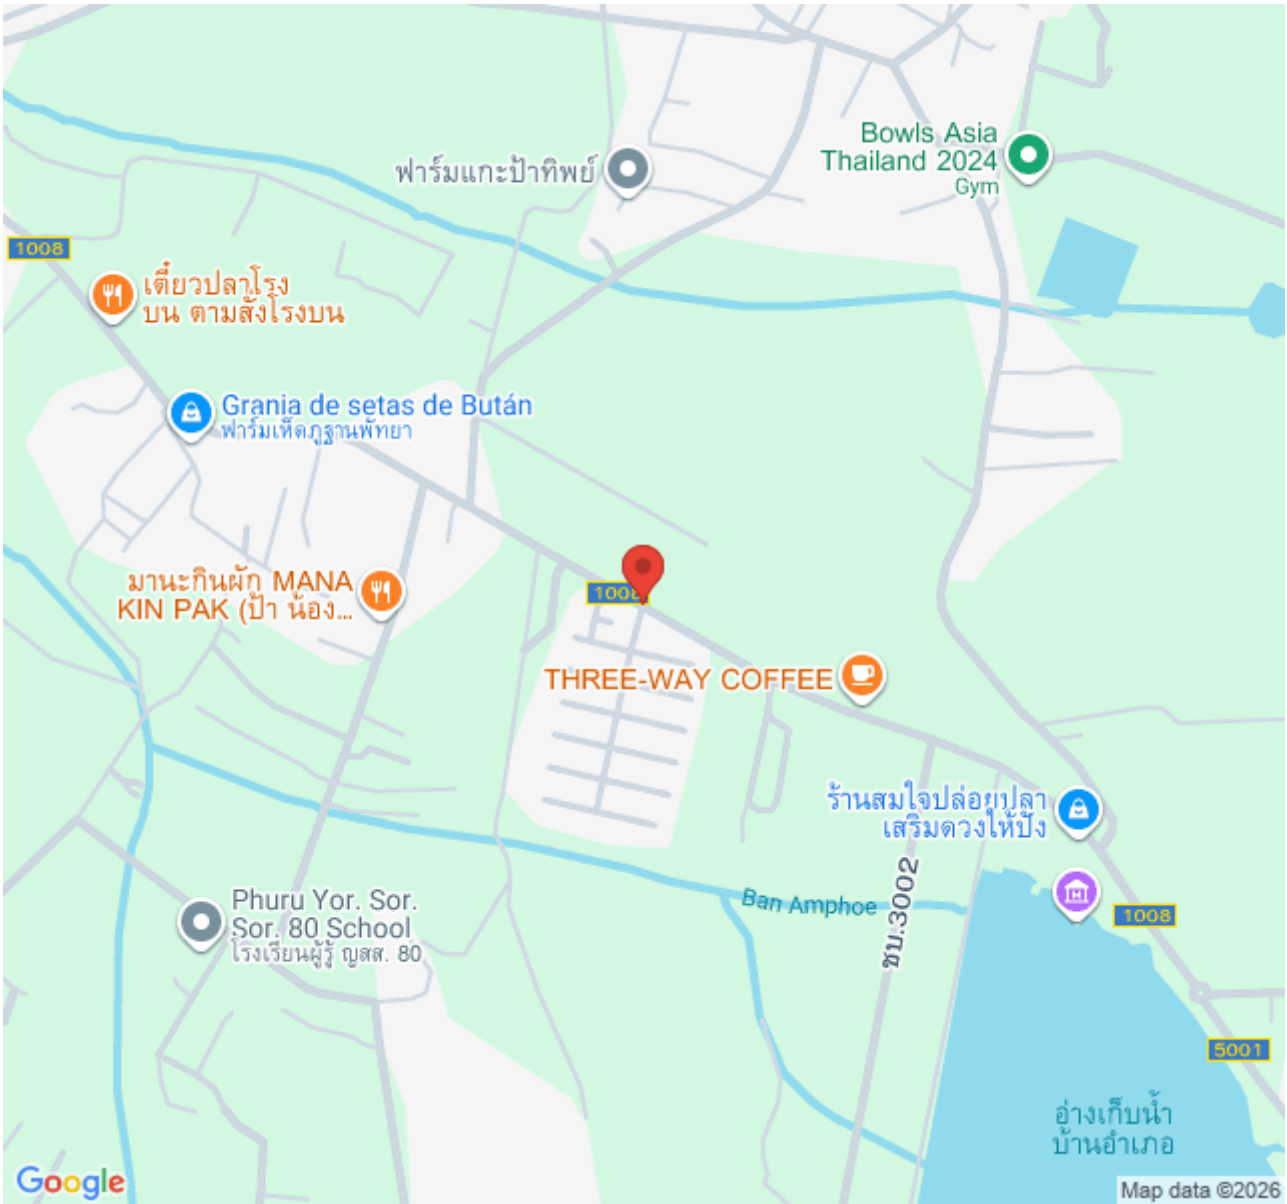 Bowls Asia
Thailand 2024
Gym
ฟาร์มแกะป้าทิพย์
1008
เตี๋ยวปลาโรง
บน ตามสั่งโรงบน
Grania de setas de Bután
ฟาร์มเห็ดภูฐานพัทยา
มานะกินผัก MANA
KIN PAK (ป้า น้อง...
1008
THREE-WAY COFFEE
ร้านสมใจปล่อยปลา
เสริมดวงให้ปัง
Phuru Yor. Sor.
Sor. 80 School
โรงเรียนผู้รู้ ญสส. 80
Ban Amphoe
ชบ.3002
1008
5001
อ่างเก็บน้ำ
บ้านอำเภอ
Google
Map data ©2026